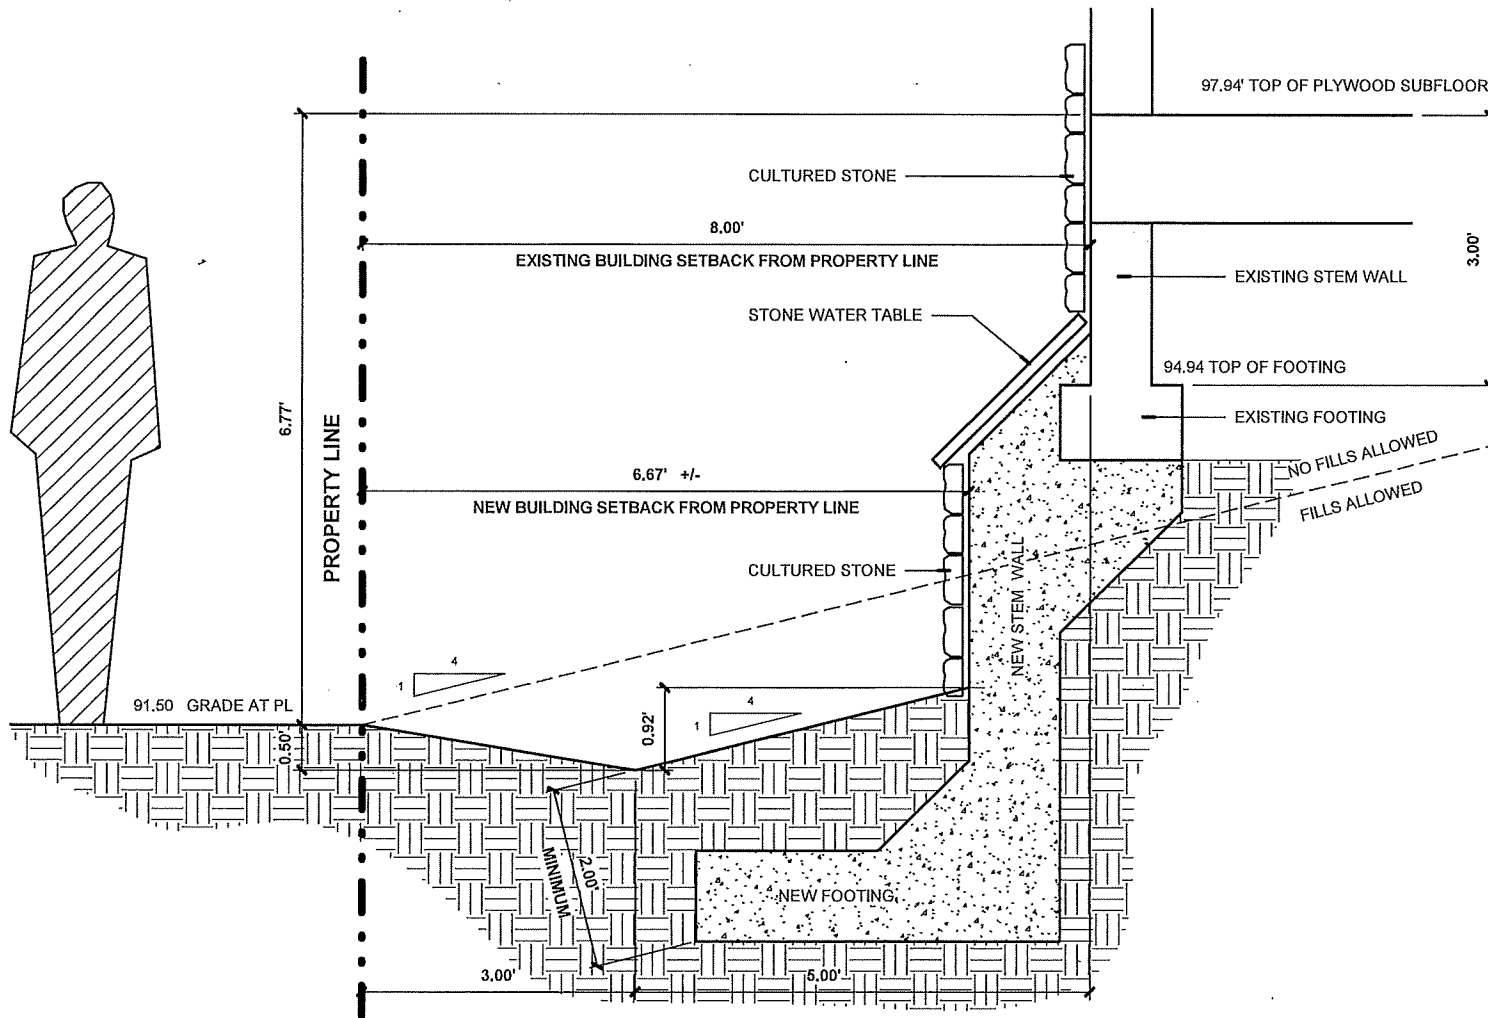 97.94' TOP OF PLYWOOD SUBFLOOR
CULTURED STONE
8.00'
EXISTING BUILDING SETBACK FROM PROPERTY LINE
3.00'
EXISTING STEM WALL
STONE WATER TABLE
94.94 TOP OF FOOTING
EXISTING FOOTING
6.77'
PROPERTY LINE
NO FILLS ALLOWED
FILLS ALLOWED
6.67' +/-
NEW BUILDING SETBACK FROM PROPERTY LINE
CULTURED STONE
NEW STEM WALL
4
1
91.50 GRADE AT PL
0.50'
0.92'
4
1
2.00'
MINIMUM
NEW FOOTING
3.00'
5.00'